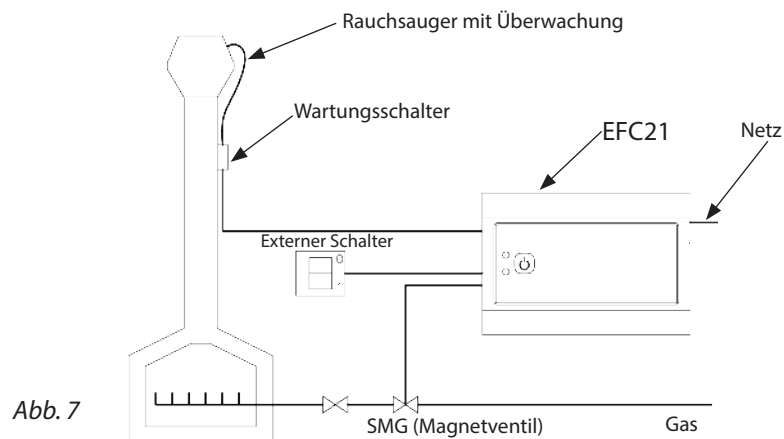 Rauchsauger mit Überwachung
Wartungsschalter
EFC21
Netz
Externer Schalter
Abb. 7
SMG (Magnetventil)
Gas